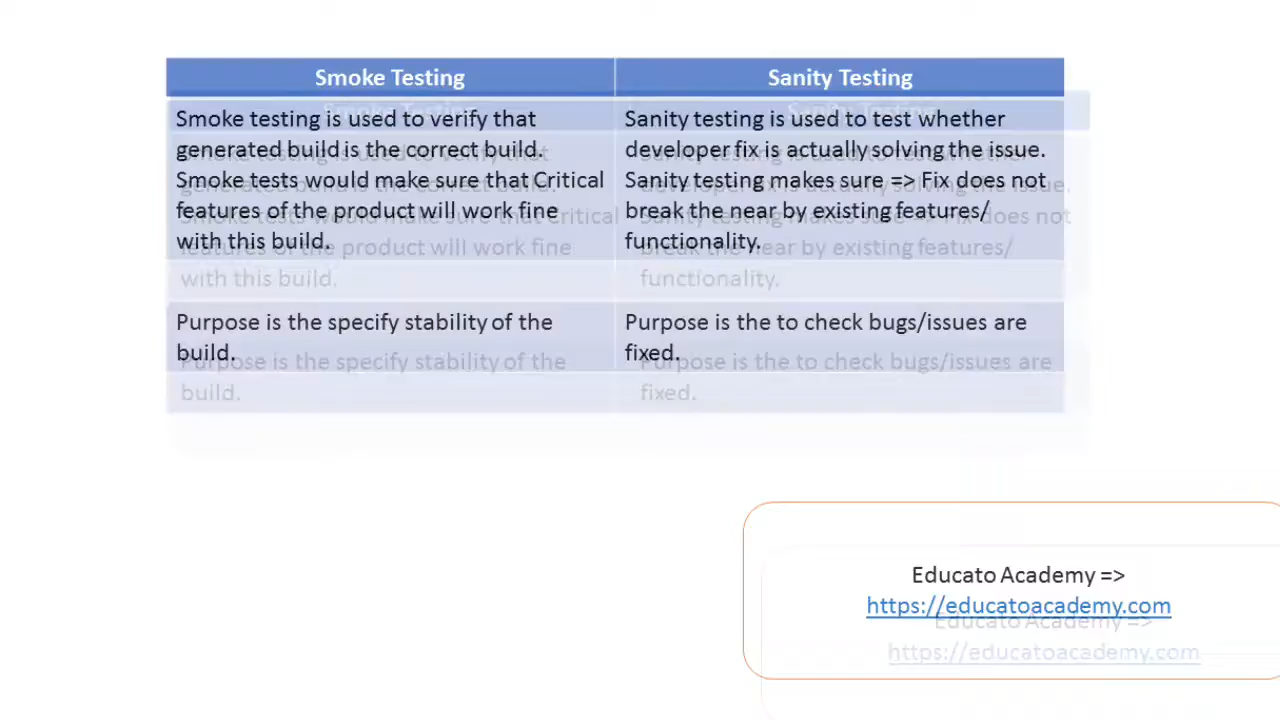 Smoke Testing
Sanity Testing
Smoke testing is used to verify that
generated build is the correct build.
Smoke tests would make sure that Critical
features of the product will work fine
with this build.
Sanity testing is used to test whether
developer fix is actually solving the issue.
Sanity testing makes sure => Fix does not
break the near by existing features/
functionality.
Purpose is the specify stability of the
build.
Purpose is the to check bugs/issues are
fixed.
Educato Academy =>
https://educatoacademy.com